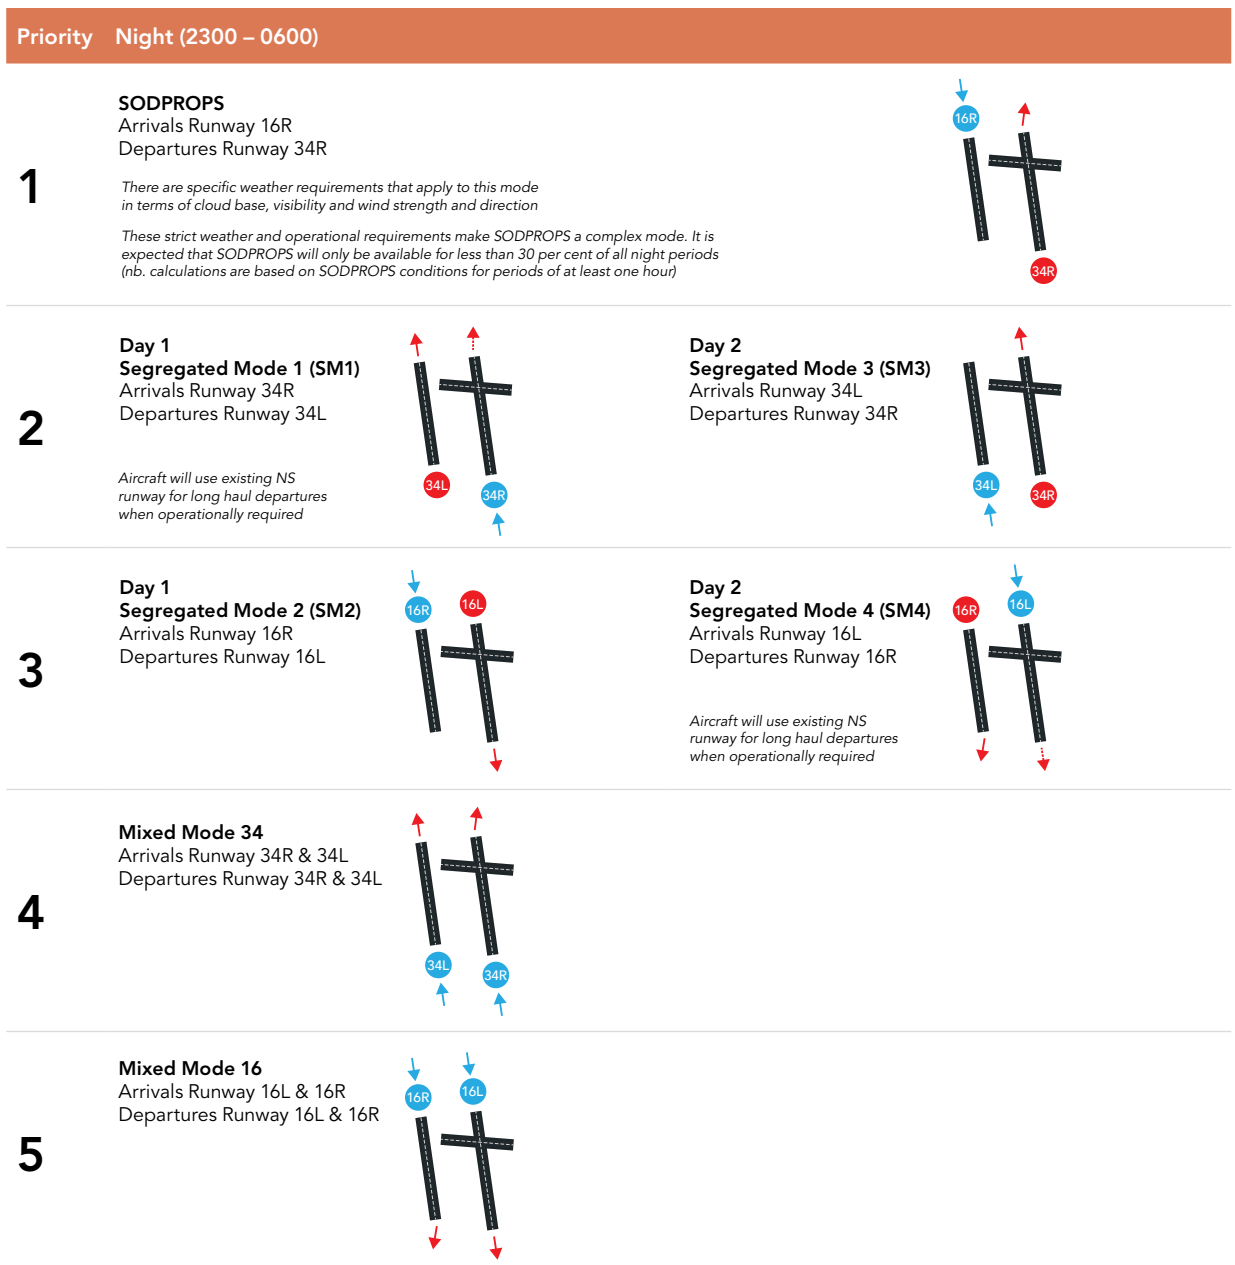 Priority Night (2300 – 0600)
1
SODPROPS
Arrivals Runway 16R
Departures Runway 34R
There are specific weather requirements that apply to this mode
in terms of cloud base, visibility and wind strength and direction
These strict weather and operational requirements make SODPROPS a complex mode. It is
expected that SODPROPS will only be available for less than 30 per cent of all night periods
(nb. calculations are based on SODPROPS conditions for periods of at least one hour)
16R
34R
2
Day 1
Segregated Mode 1 (SM1)
Arrivals Runway 34R
Departures Runway 34L
Aircraft will use existing NS
runway for long haul departures
when operationally required
34L
34R
Day 2
Segregated Mode 3 (SM3)
Arrivals Runway 34L
Departures Runway 34R
34L
34R
3
Day 1
Segregated Mode 2 (SM2)
Arrivals Runway 16R
Departures Runway 16L
16R
16L
Day 2
Segregated Mode 4 (SM4)
Arrivals Runway 16L
Departures Runway 16R
Aircraft will use existing NS
runway for long haul departures
when operationally required
16R
16L
4
Mixed Mode 34
Arrivals Runway 34R & 34L
Departures Runway 34R & 34L
34L
34R
5
Mixed Mode 16
Arrivals Runway 16L & 16R
Departures Runway 16L & 16R
16R
16L